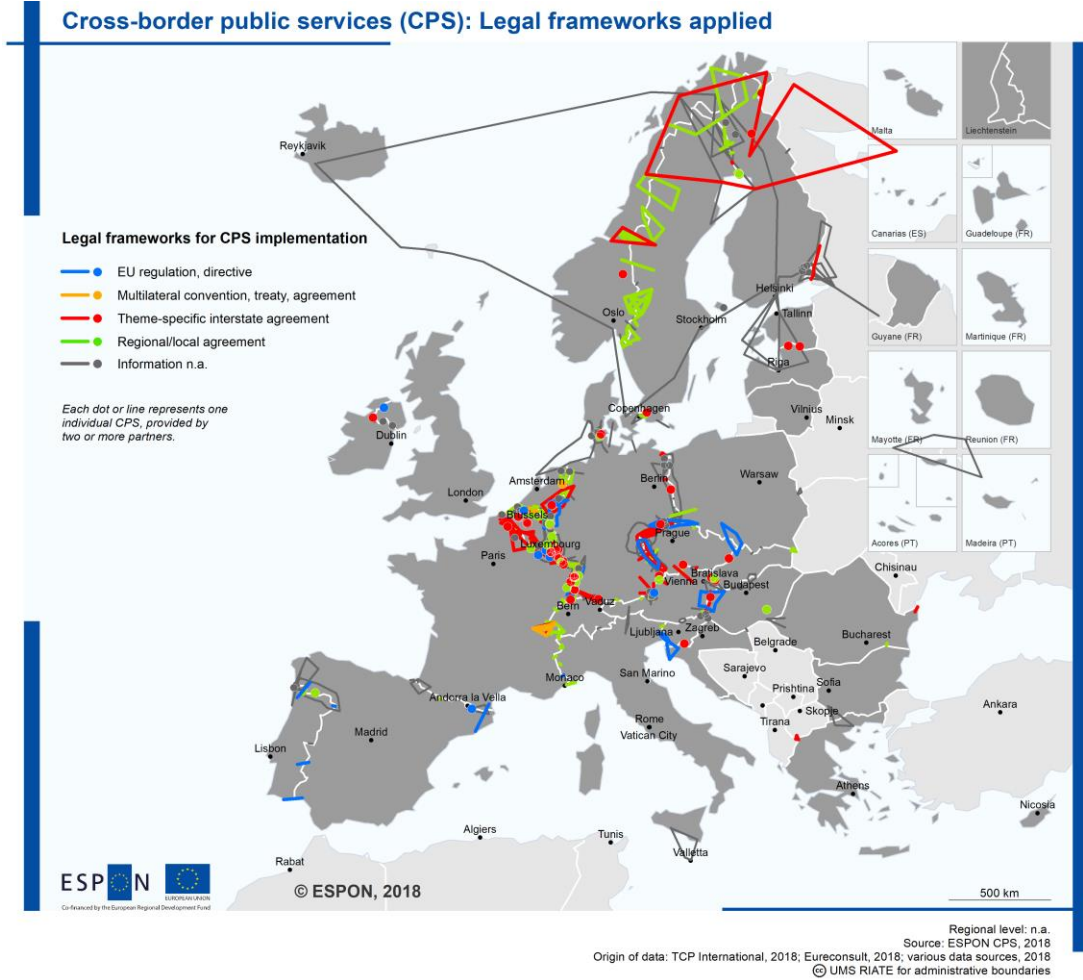 Cross-border public services (CPS): Legal frameworks applied
Reykjavik
Malta
Liechtenstein
Canarias (ES)
Guadeloupe (FR)
Legal frameworks for CPS implementation
EU regulation, directive
Multilateral convention, treaty, agreement
Theme-specific interstate agreement
Regional/local agreement
Information n.a.
Each dot or line represents one
individual CPS, provided by
two or more partners.
Helsinki
Oslo
Stockholm
Tallinn
Guyane (FR)
Martinique (FR)
Riga
Copenhagen
Vilnius
Minsk
Dublin
Mayotte (FR)
Reunion (FR)
Amsterdam
Berlin
Warsaw
London
Brussels
Prague
Luxembourg
Paris
Acores (PT)
Madeira (PT)
Vienna
Bratislava
Budapest
Chisinau
Bern
Vaduz
Ljubljana
Zagreb
Bucharest
Belgrade
Monaco
San Marino
Sarajevo
Prishtina
Sofia
Andorra la Vella
Skopje
Ankara
Madrid
Rome
Vatican City
Tirana
Lisbon
Athens
Nicosia
Algiers
Tunis
Valletta
Rabat
ESPON
EUROPEAN UNION
Co-financed by the European Regional Development Fund
© ESPON, 2018
500 km
Regional level: n.a.
Source: ESPON CPS, 2018
Origin of data: TCP International, 2018; Eureconsult, 2018; various data sources, 2018
(cc) UMS RIATE for administrative boundaries